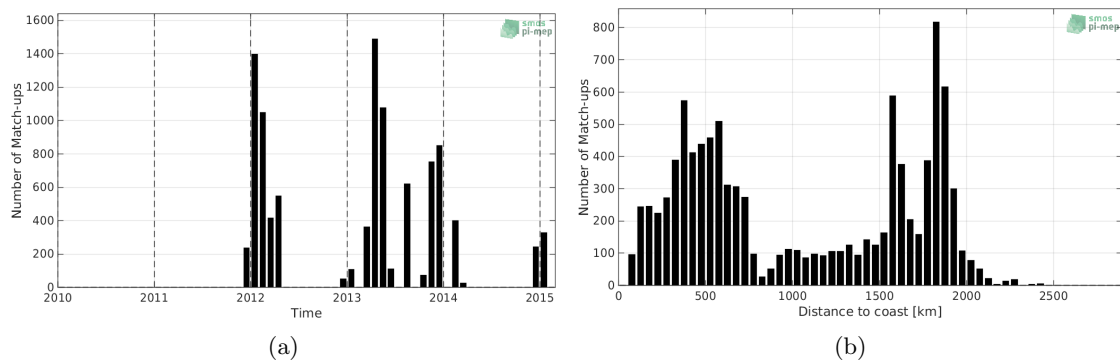 smos
pi-mep
Number of Match-ups
1600
1400
1200
1000
800
600
400
200
0
2010 2011 2012 2013 2014 2015
Time
(a)
smos
pi-mep
Number of Match-ups
800
700
600
500
400
300
200
100
0
0 500 1000 1500 2000 2500
Distance to coast [km]
(b)